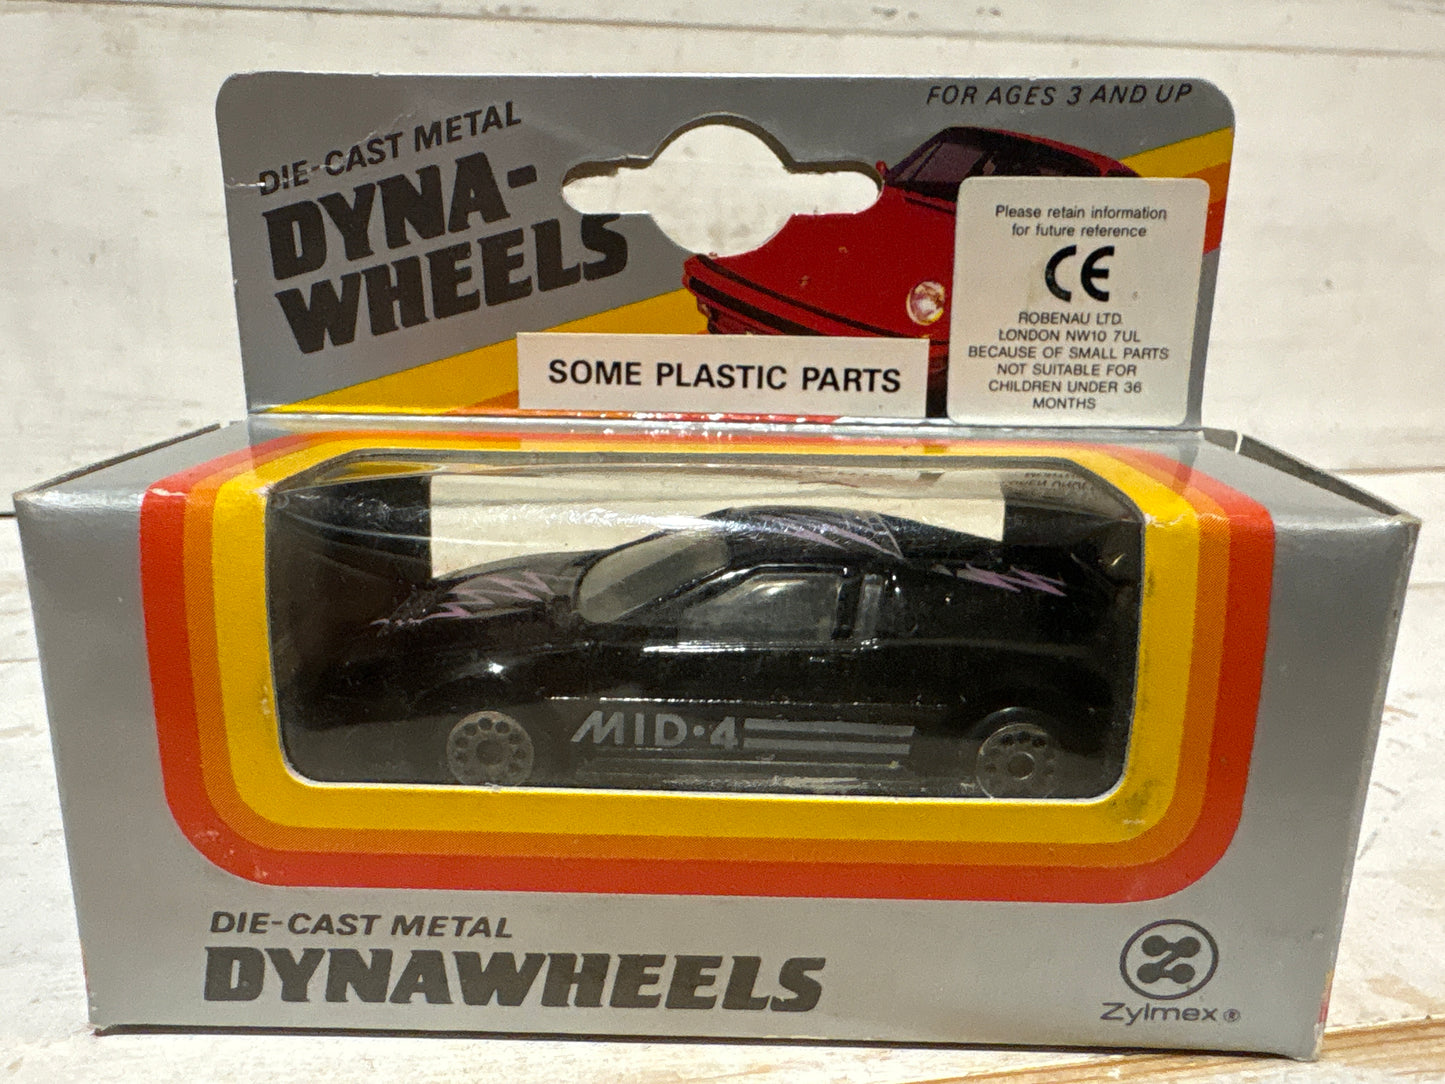 DIE-CAST METAL
DYNA-
WHEELS
FOR AGES 3 AND UP
Please retain information
for future reference
CE
ROBENAU LTD.
LONDON NW10 7UL
BECAUSE OF SMALL PARTS
NOT SUITABLE FOR
CHILDREN UNDER 36
MONTHS
SOME PLASTIC PARTS
MID·4
DIE-CAST METAL
DYNAWHEELS
Zylmex®